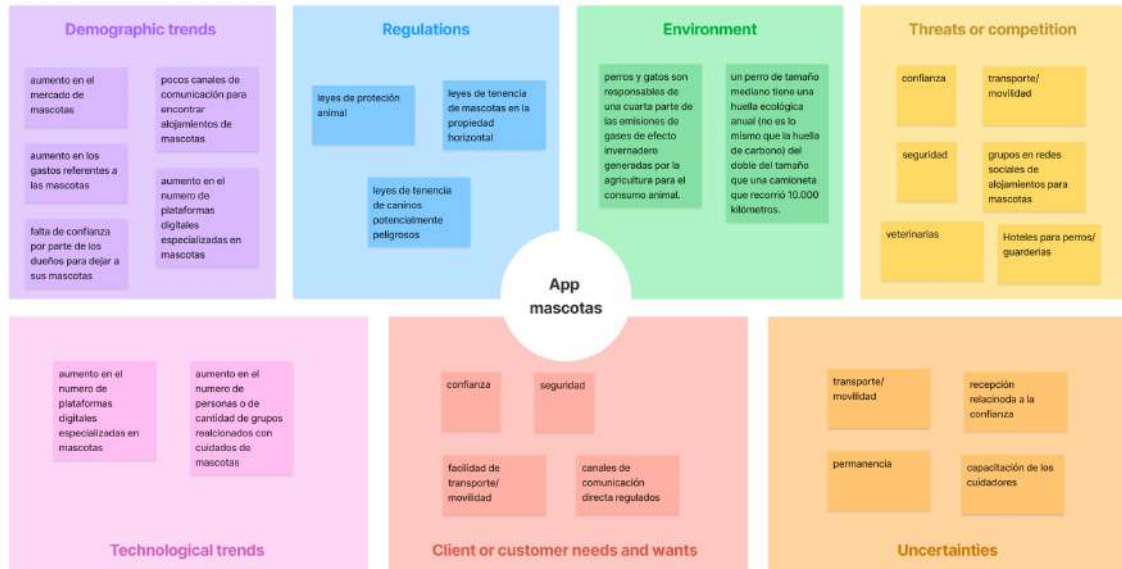 Demographic trends
aumento en el
mercado de
mascotas
pocos canales de
comunicación para
encontrar
alojamientos de
mascotas
aumento en los
gastos referentes a
las mascotas
aumento en el
numero de
plataformas
digitales
especializadas en
mascotas
falta de confianza
por parte de los
dueños para dejar a
sus mascotas
Regulations
leyes de proteción
animal
leyes de tenencia
de mascotas en la
propiedad
horizontal
leyes de tenencia
de caninos
potencialmente
peligrosos
Environment
perros y gatos son
responsables de
una cuarta parte de
las emisiones de
gases de efecto
invernadero
generadas por la
agricultura para el
consumo animal.
un perro de tamaño
mediano tiene una
huella ecológica
anual (no es lo
mismo que la huella
de carbono) del
doble del tamaño
que una camioneta
que recorrió 10.000
kilómetros.
Threats or competition
confianza
transporte/
movilidad
seguridad
grupos en redes
sociales de
alojamientos para
mascotas
veterinarias
Hoteles para perros/
guarderias
App
mascotas
aumento en el
numero de
plataformas
digitales
especializadas en
mascotas
aumento en el
numero de
personas o de
cantidad de grupos
realcionados con
cuidados de
mascotas
Technological trends
confianza
seguridad
facilidad de
transporte/
movilidad
canales de
comunicación
directa regulados
Client or customer needs and wants
transporte/
movilidad
recepción
relacinoda a la
confianza
permanencia
capacitación de los
cuidadores
Uncertainties